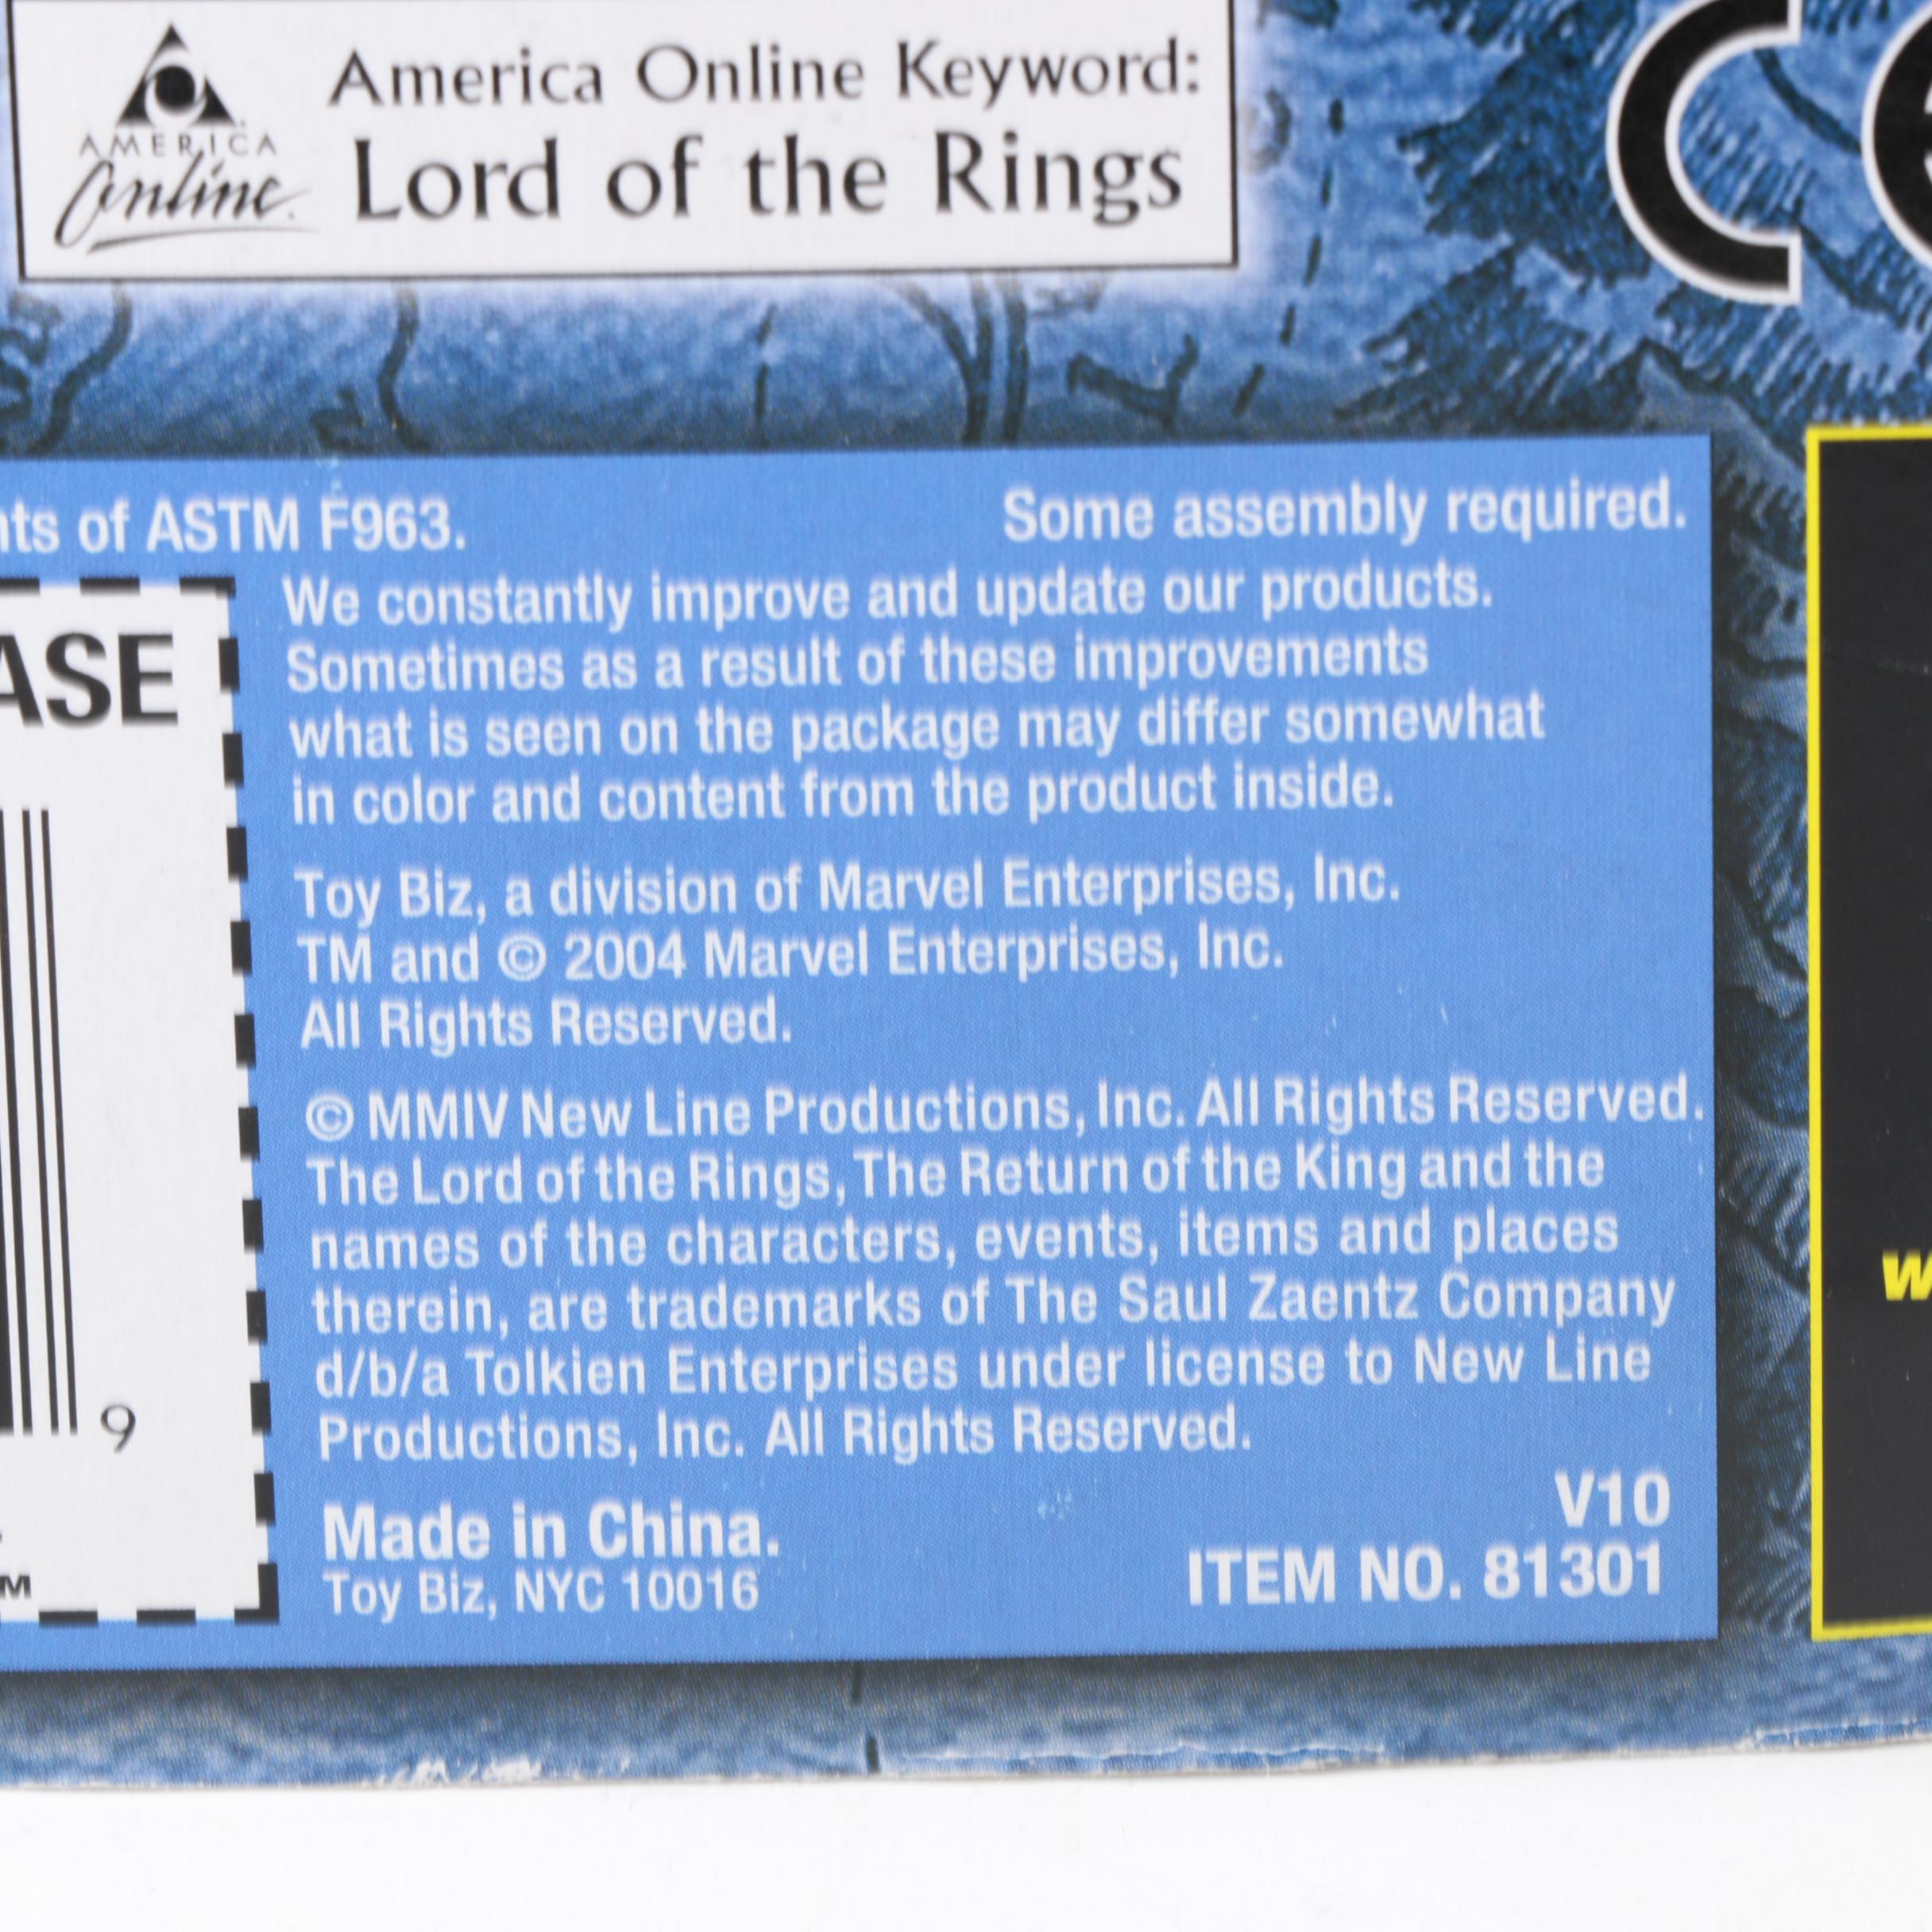 AMERICA
Online.
America Online Keyword:
Lord of the Rings
CE
nts of ASTM F963.
Some assembly required.
ASE
9
We constantly improve and update our products.
Sometimes as a result of these improvements
what is seen on the package may differ somewhat
in color and content from the product inside.
Toy Biz, a division of Marvel Enterprises, Inc.
TM and © 2004 Marvel Enterprises, Inc.
All Rights Reserved.
© MMIV New Line Productions, Inc. All Rights Reserved.
The Lord of the Rings, The Return of the King and the
names of the characters, events, items and places
therein, are trademarks of The Saul Zaentz Company
d/b/a Tolkien Enterprises under license to New Line
Productions, Inc. All Rights Reserved.
Made in China.
Toy Biz, NYC 10016
V10
ITEM NO. 81301